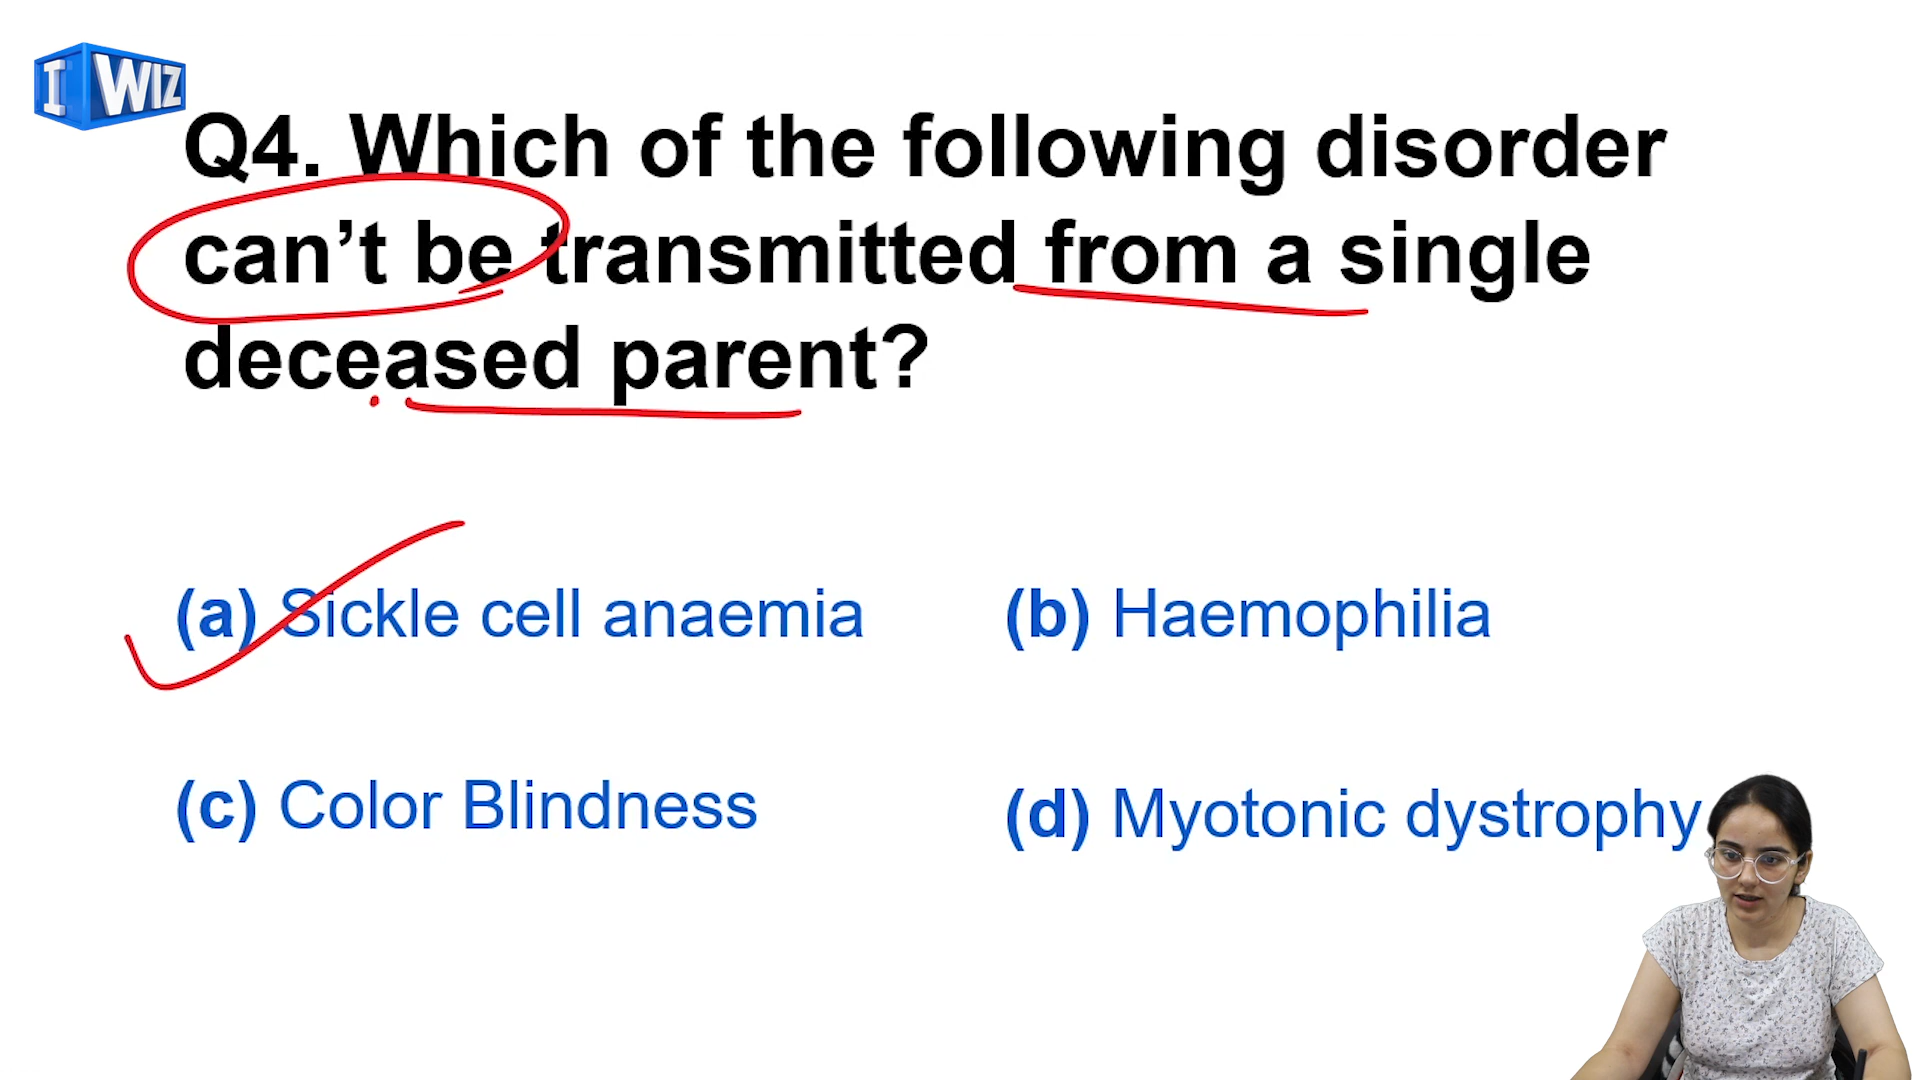 I WIZ
Q4. Which of the following disorder
can’t be transmitted from a single
deceased parent?
(a) Sickle cell anaemia
(b) Haemophilia
(c) Color Blindness
(d) Myotonic dystrophy